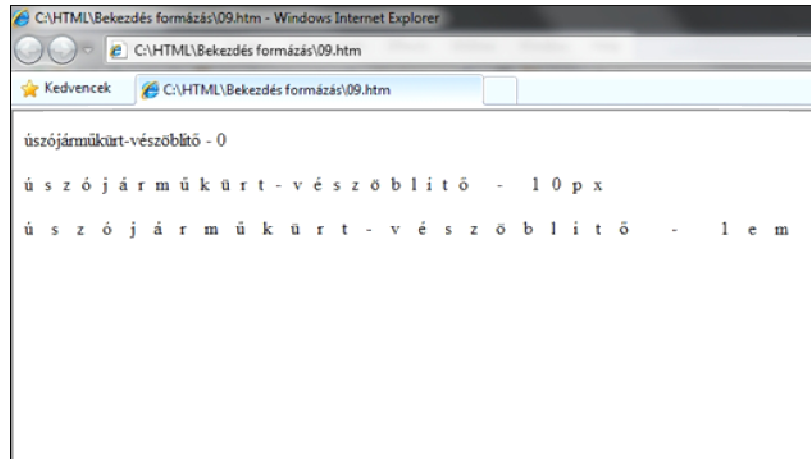 C:\HTML\Bekezdés formázás\09.htm - Windows Internet Explorer
C:\HTML\Bekezdés formázás\09.htm
Kedvencek C:\HTML\Bekezdés formázás\09.htm
úszójárműkürt-vészöblítő - 0
ú s z ó j á r m ű k ü r t - v é s z ö b l í t ő - 1 0 p x
ú s z ó j á r m ű k ü r t - v é s z ö b l í t ő - 1 e m